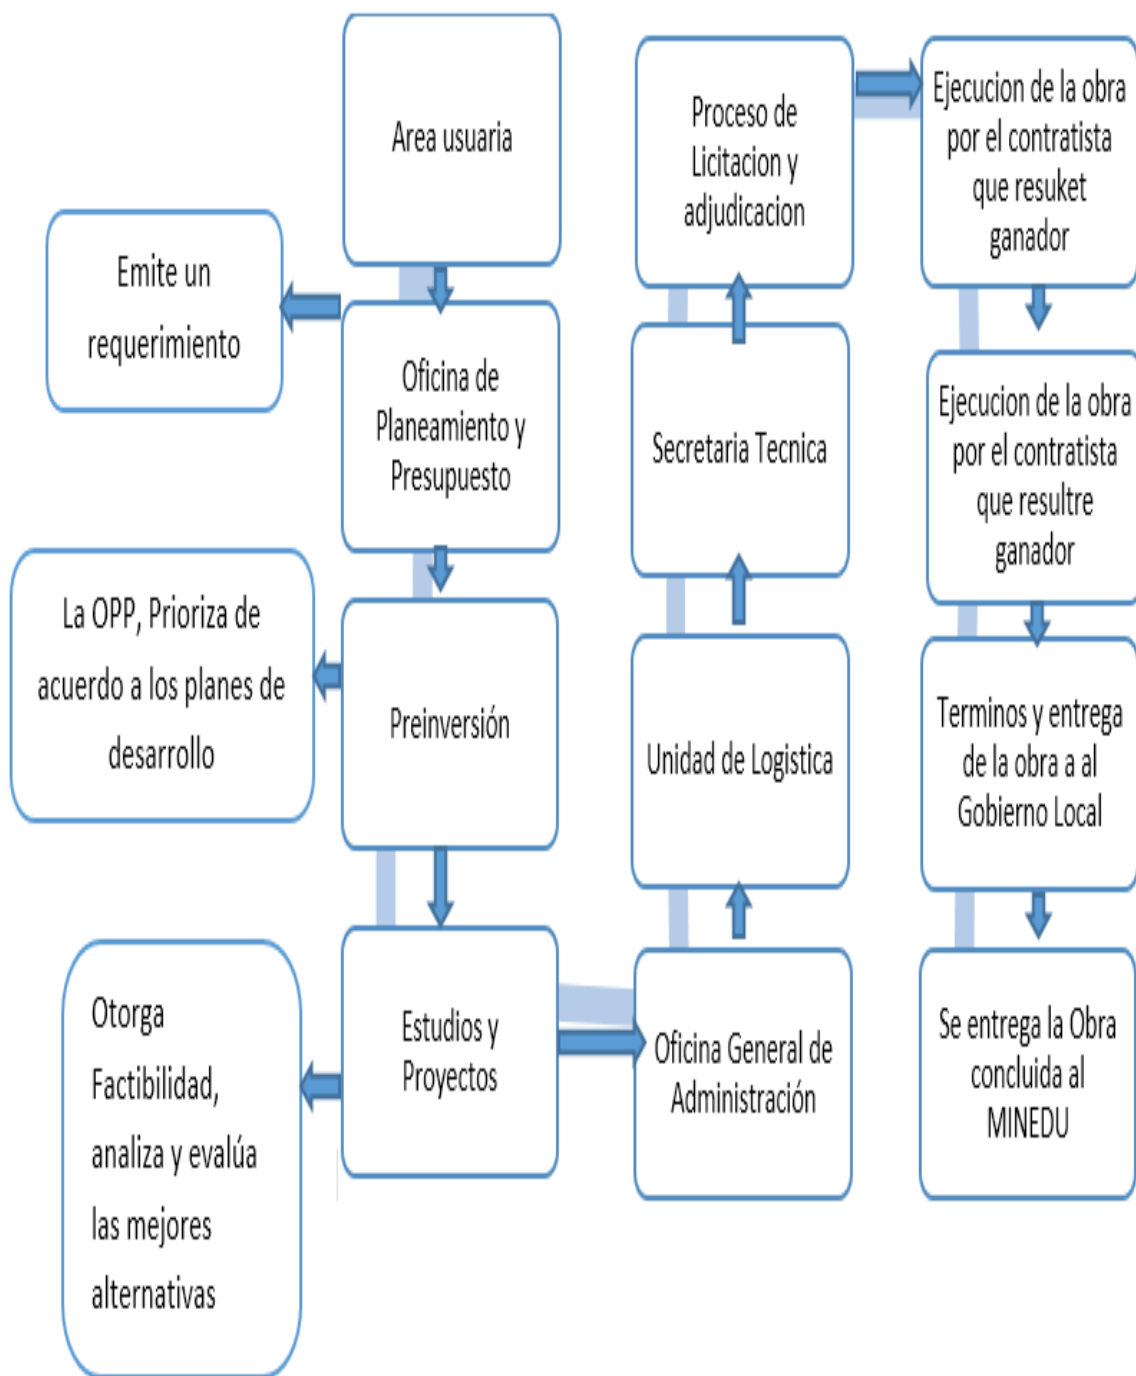 Area usuaria
Emite un
requerimiento
Oficina de
Planeamiento y
Presupuesto
La OPP, Prioriza de
acuerdo a los planes de
desarrollo
Preinversión
Otorga
Factibilidad,
analiza y evalúa
las mejores
alternativas
Estudios y
Proyectos
Oficina General de
Administración
Unidad de Logistica
Secretaria Tecnica
Proceso de
Licitacion y
adjudicacion
Ejecucion de la obra
por el contratista
que resuket
ganador
Ejecucion de la obra
por el contratista
que resultre
ganador
Terminos y entrega
de la obra a al
Gobierno Local
Se entrega la Obra
concluida al
MINEDU